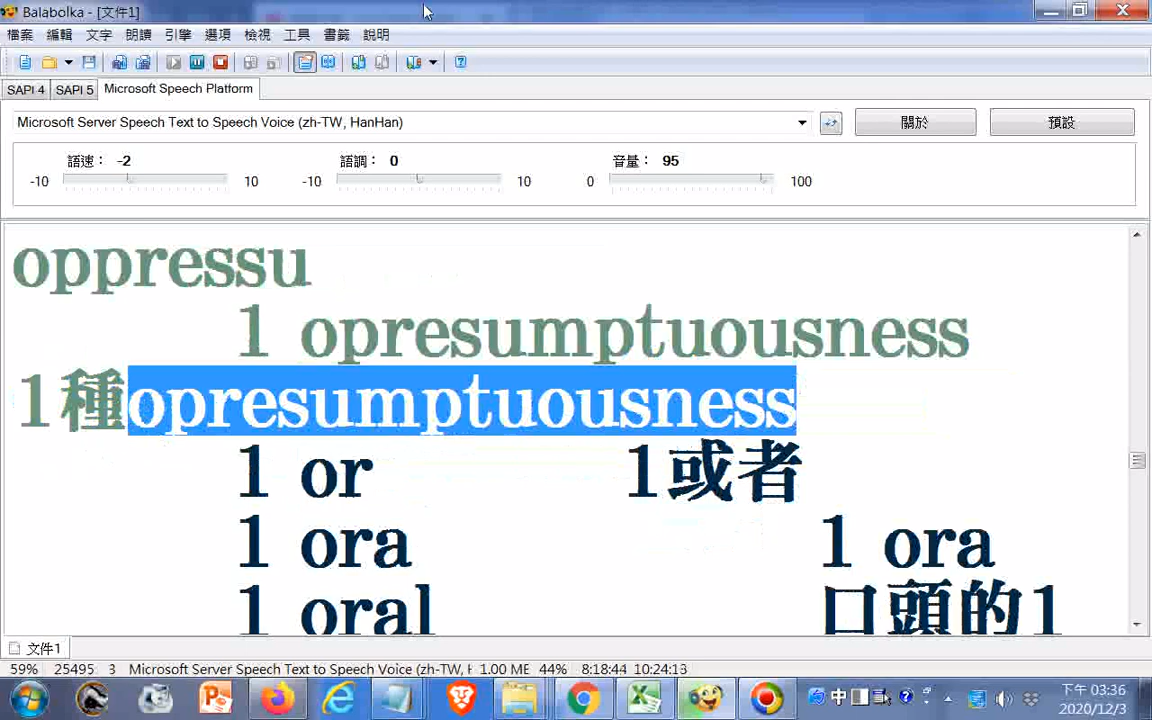 Balabolka - [文件1]
檔案 編輯 文字 朗讀 引擎 選項 檢視 工具 書籤 說明
SAPI 4 SAPI 5 Microsoft Speech Platform
Microsoft Server Speech Text to Speech Voice (zh-TW, HanHan) 關於 預設
語速： -2 語調： 0 音量： 95
-10 10 -10 10 0 100
oppressu
1 opresumptuousness
1種opresumptuousness
1 or 1或者
1 ora 1 ora
1 oral 口頭的1
文件1
59% 25495 3 Microsoft Server Speech Text to Speech Voice (zh-TW, 1.00 ME 44% 8:18:44 10:24:13
中 下午 03:36
2020/12/3